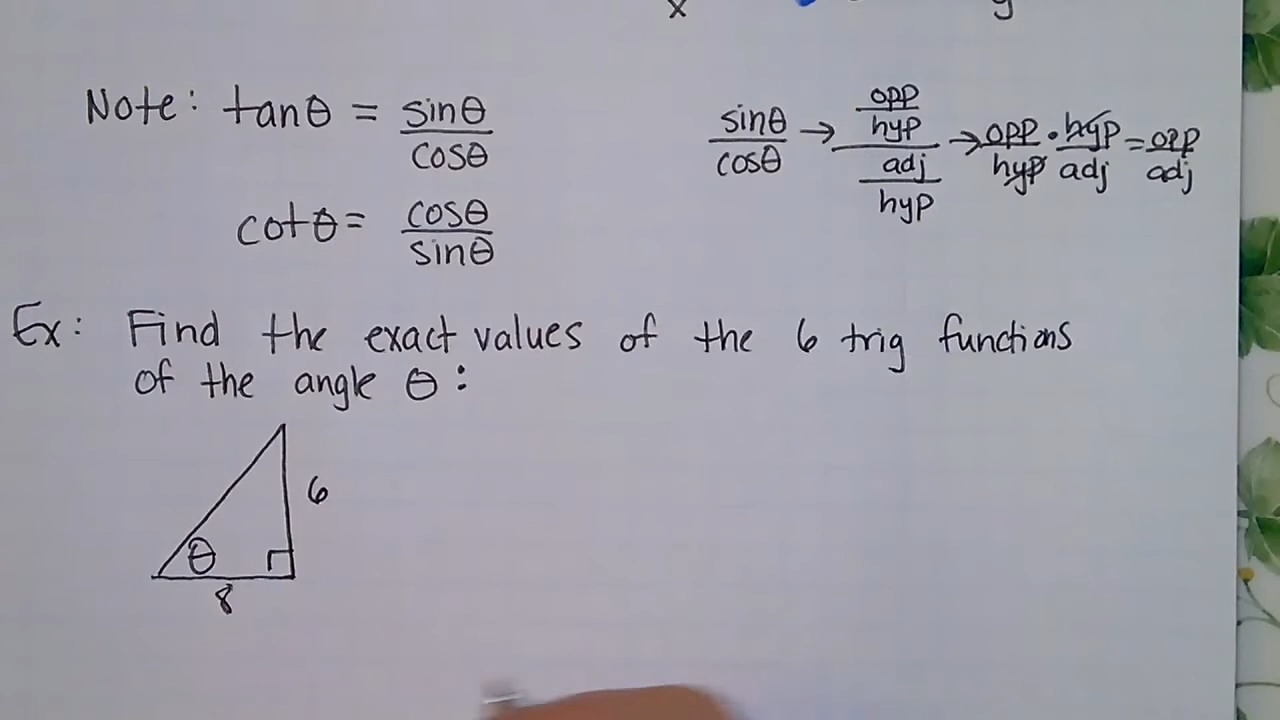 x y
Note: tanθ = sinθ/cosθ
sinθ/cosθ → opp/hyp / adj/hyp → opp/hyp · hyp/adj = opp/adj
cotθ = cosθ/sinθ
Ex: Find the exact values of the 6 trig functions
of the angle θ:
6
θ
8